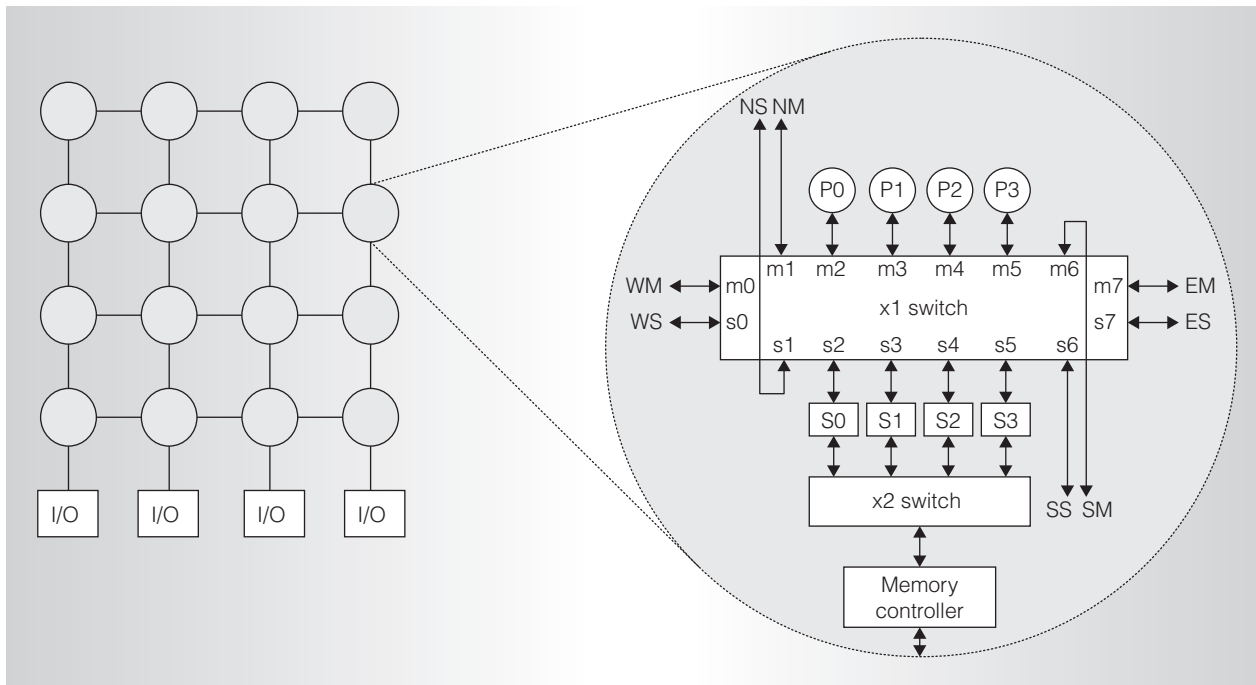 NS NM
P0 P1 P2 P3
m1 m2 m3 m4 m5 m6
WM m0 m7 EM
x1 switch
WS s0 s7 ES
s1 s2 s3 s4 s5 s6
S0 S1 S2 S3
x2 switch
SS SM
I/O I/O I/O I/O
Memory
controller